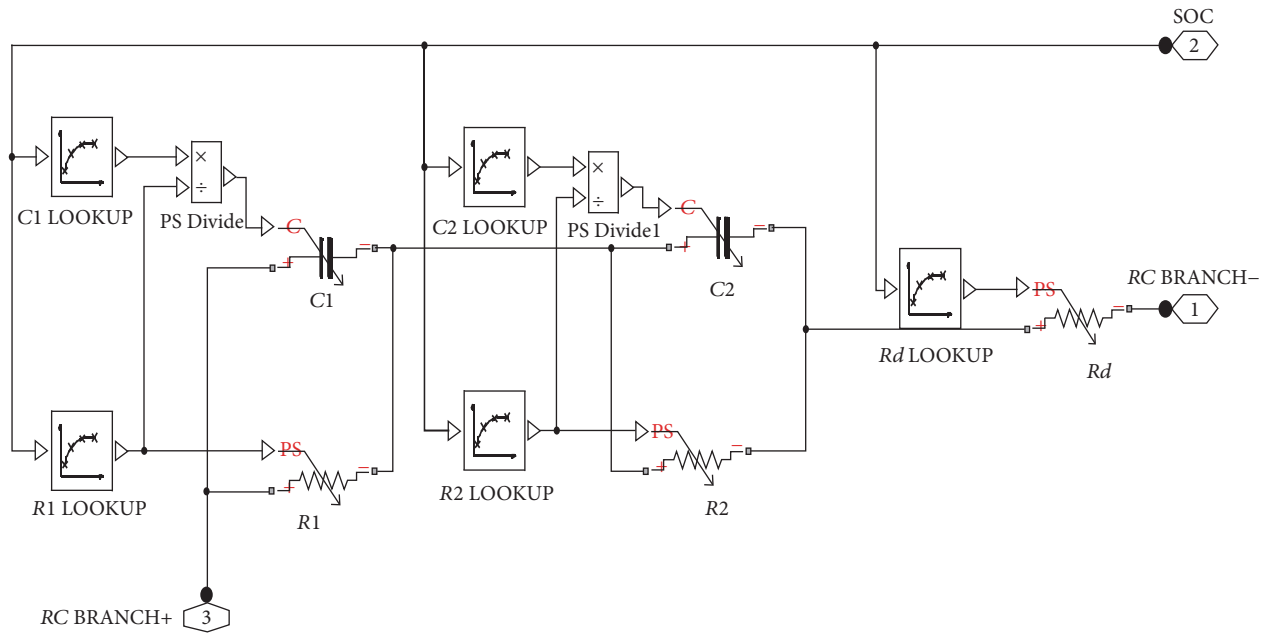 SOC
2
×
÷
C1 LOOKUP
PS Divide
C
+
−
C1
×
÷
C2 LOOKUP
PS Divide1
C
+
−
C2
RC BRANCH−
1
PS
+
−
Rd LOOKUP
Rd
R1 LOOKUP
PS
+
−
R1
R2 LOOKUP
PS
+
−
R2
RC BRANCH+
3